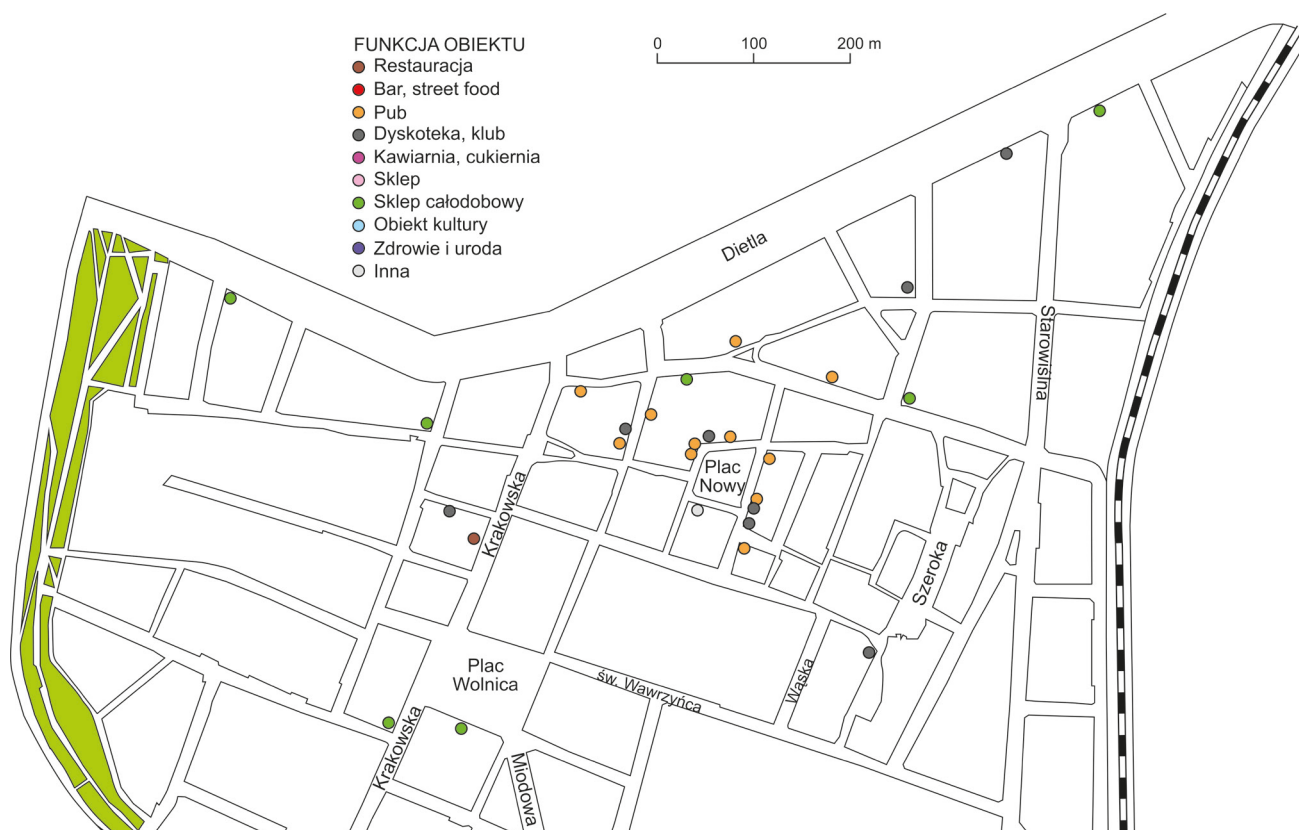 FUNKCJA OBIEKTU
Restauracja
Bar, street food
Pub
Dyskoteka, klub
Kawiarnia, cukiernia
Sklep
Sklep całodobowy
Obiekt kultury
Zdrowie i uroda
Inna
0 100 200 m
Dietla
Starowiślna
Krakowska
Plac
Nowy
Szeroka
Plac
Wolnica
św. Wawrzyńca
Wąska
Krakowska
Miodowa